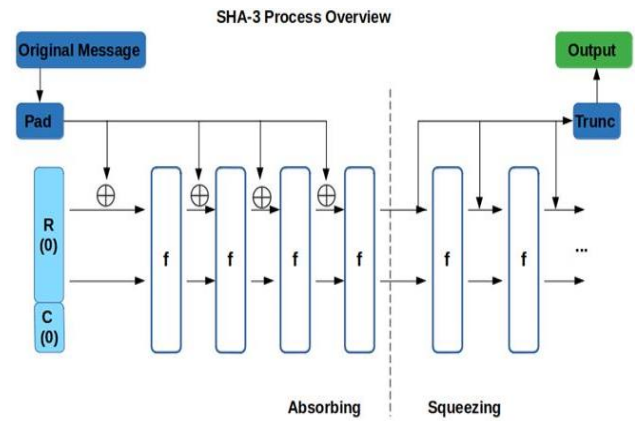 SHA-3 Process Overview
Original Message
Output
Pad
Trunc
R
(0)
f
f
f
f
f
f
...
C
(0)
Absorbing
Squeezing